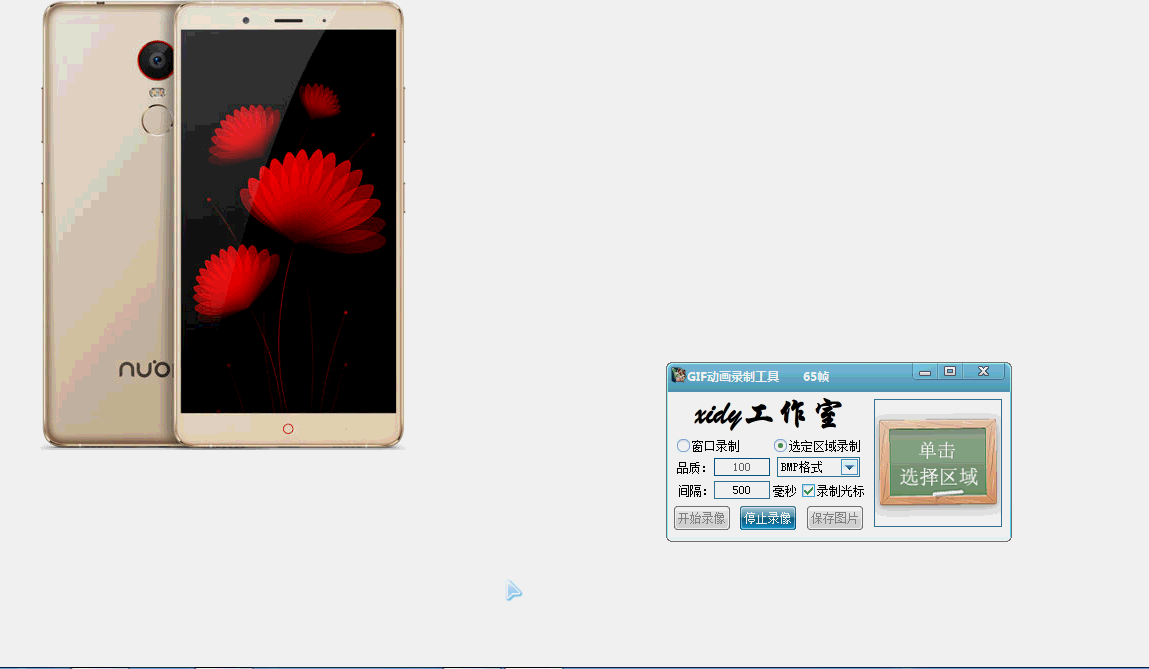 nuo
GIF动画录制工具 65帧
xidy工作室
窗口录制 选定区域录制
品质： 100 BMP格式
间隔： 500 毫秒 录制光标
开始录像 停止录像 保存图片
单击
选择区域